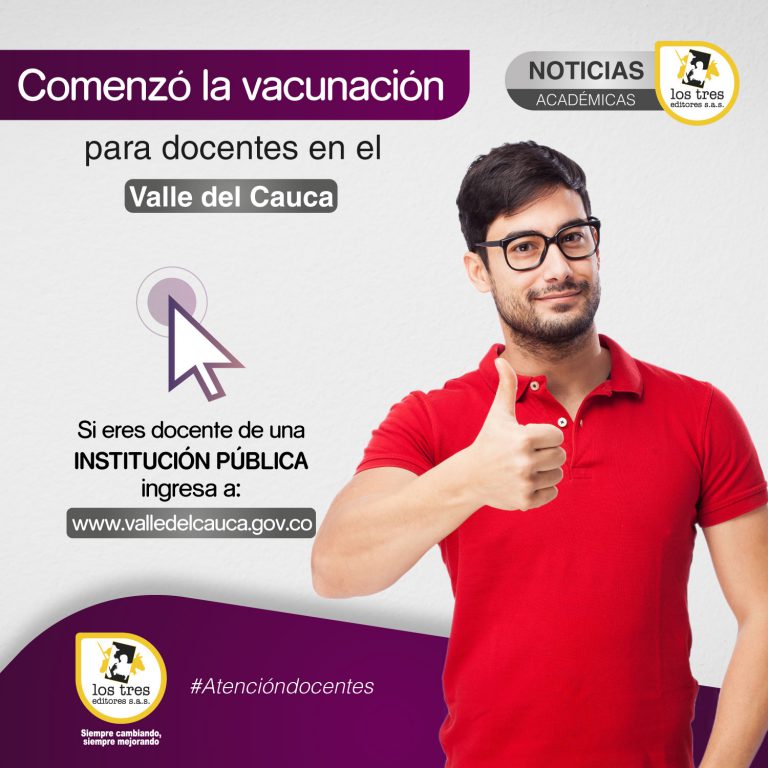 Comenzó la vacunación
para docentes en el
Valle del Cauca
NOTICIAS
ACADÉMICAS
los tres
editores s.a.s.
Si eres docente de una
INSTITUCIÓN PÚBLICA
ingresa a:
www.valledelcauca.gov.co
los tres
editores s.a.s.
Siempre cambiando,
siempre mejorando
#Atencióndocentes